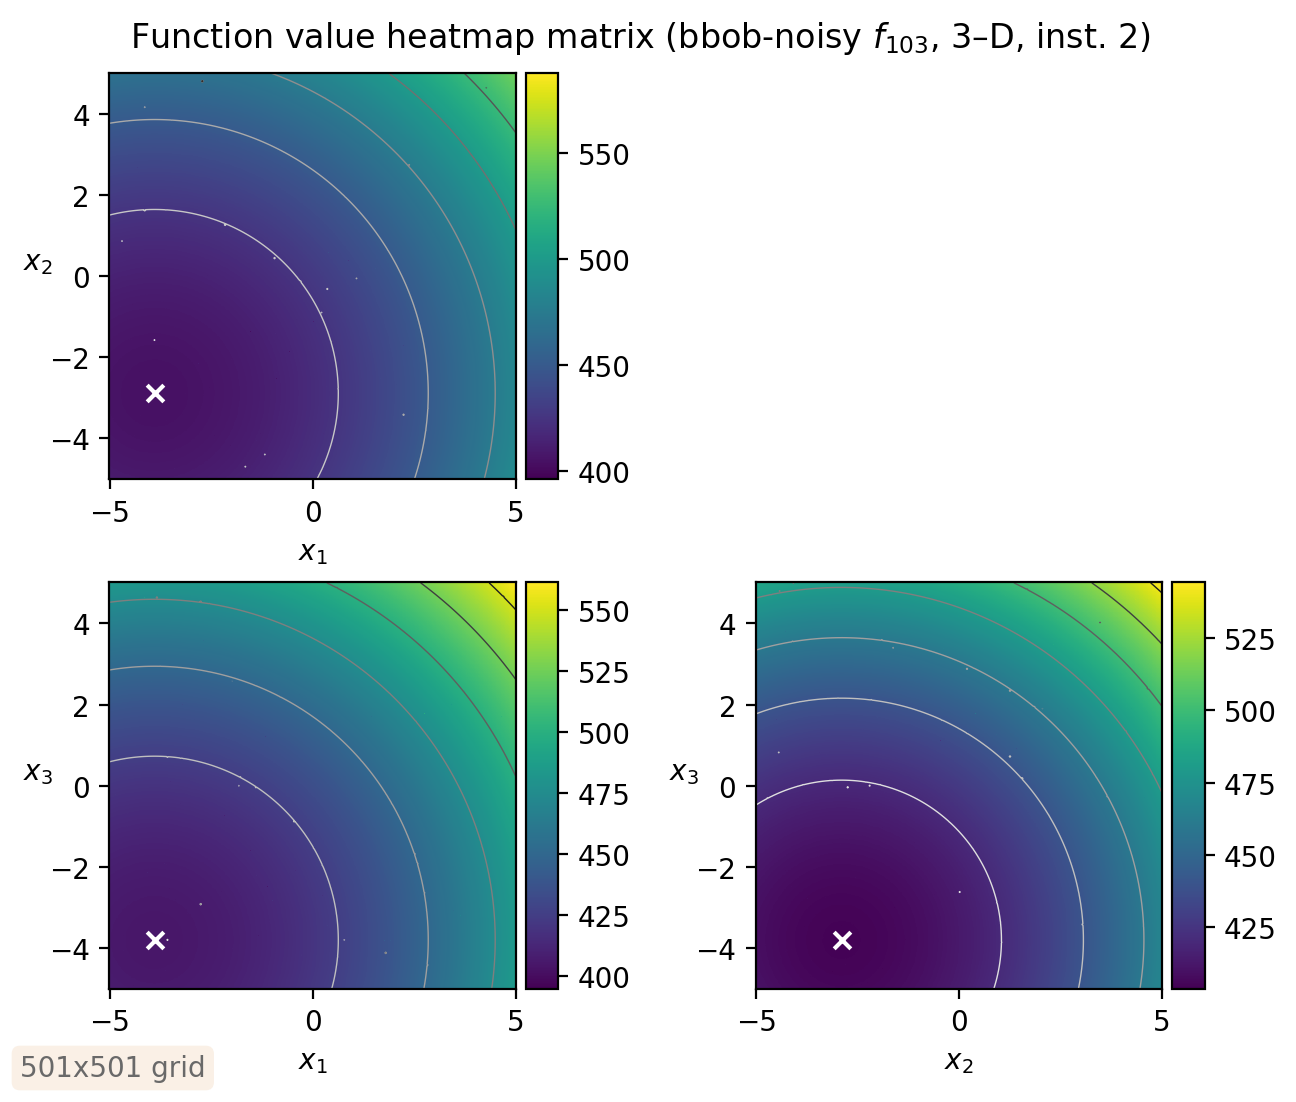 Function value heatmap matrix (bbob-noisy f₁₀₃, 3–D, inst. 2)
4
2
0
−2
−4
x₂
−5 0 5
x₁
550
500
450
400
4
2
0
−2
−4
x₃
−5 0 5
x₁
550
525
500
475
450
425
400
4
2
0
−2
−4
x₃
−5 0 5
x₂
525
500
475
450
425
501x501 grid